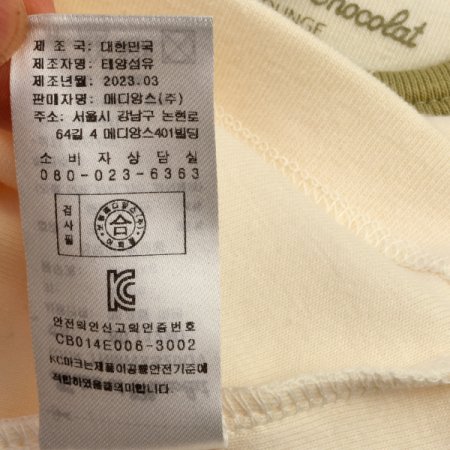 Chocolat
OUNGE
제 조 국: 대한민국
제조자명: 태양섬유
제조년월: 2023.03
판매자명: 메디앙스(주)
주소: 서울시 강남구 논현로
64길 4 메디앙스401빌딩
소 비 자 상 담 실
080-023-6363
검사필
合
안전확인신고확인증번호
CB014E006-3002
KC마크는제품이공통안전기준에
적합하였음을의미합니다.